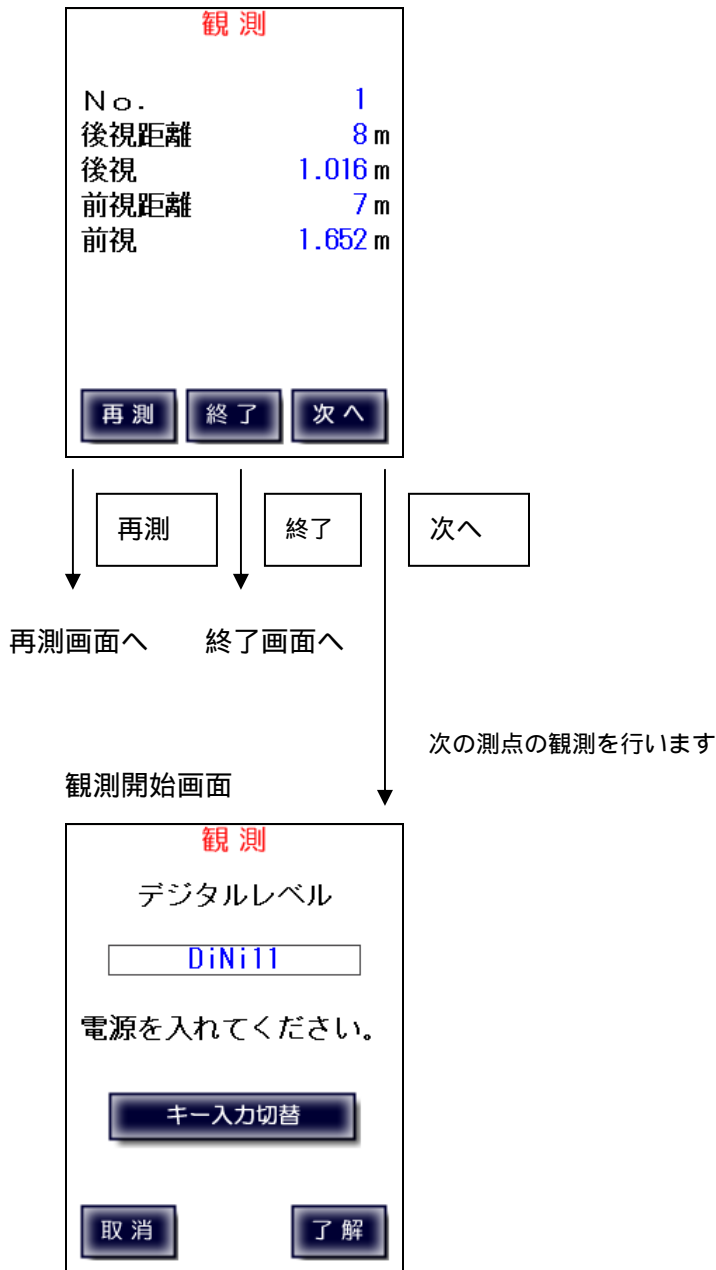 観 測
No. 1
後視距離 8 m
後視 1.016 m
前視距離 7 m
前視 1.652 m
再 測 終 了 次 へ
再測 終了 次へ
再測画面へ 終了画面へ
次の測点の観測を行います
観測開始画面
観 測
デジタルレベル
DiNi11
電源を入れてください。
キー入力切替
取 消 了 解